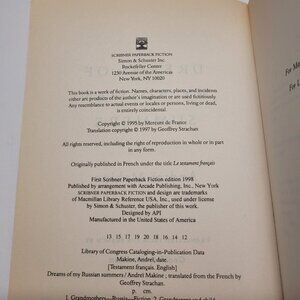 SCRIBNER PAPERBACK FICTION
Simon & Schuster Inc.
Rockefeller Center
1230 Avenue of the Americas
New York, NY 10020
This book is a work of fiction. Names, characters, places, and incidents
either are products of the author's imagination or are used fictitiously.
Any resemblance to actual events or locales or persons, living or dead,
is entirely coincidental.
Copyright © 1995 by Mercure de France
Translation copyright © 1997 by Geoffrey Strachan
All rights reserved, including the right of reproduction in whole or in part
in any form.
Originally published in French under the title Le testament français
First Scribner Paperback Fiction edition 1998
Published by arrangement with Arcade Publishing, Inc., New York
SCRIBNER PAPERBACK FICTION and design are trademarks
of Macmillan Library Reference USA, Inc., used under license
by Simon & Schuster, the publisher of this work.
Designed by API
Manufactured in the United States of America
13 15 17 19 20 18 16 14 12
Library of Congress Cataloging-in-Publication Data
Makine, Andreï, date.
[Testament français. English]
Dreams of my Russian summers / Andreï Makine ; translated from the French by
Geoffrey Strachan.
p. cm.
1. Grandmothers—Russia—Fiction. 2.
For
For